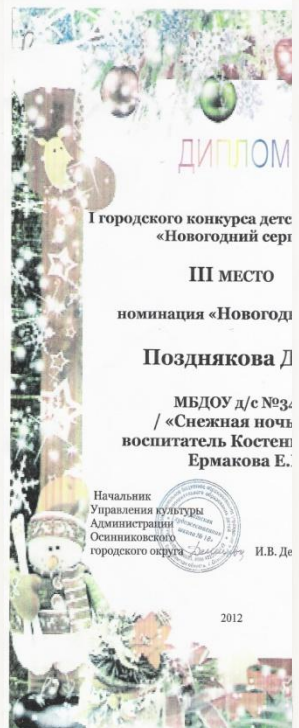 ДИПЛОМ
I городского конкурса детс
«Новогодний серп
III МЕСТО
номинация «Новогодн
Позднякова Д
МБДОУ д/с №34
/ «Снежная ночь
воспитатель Костен
Ермакова Е.
Начальник
Управления культуры
Администрации
Осинниковского
городского округа
И.В. Де
2012